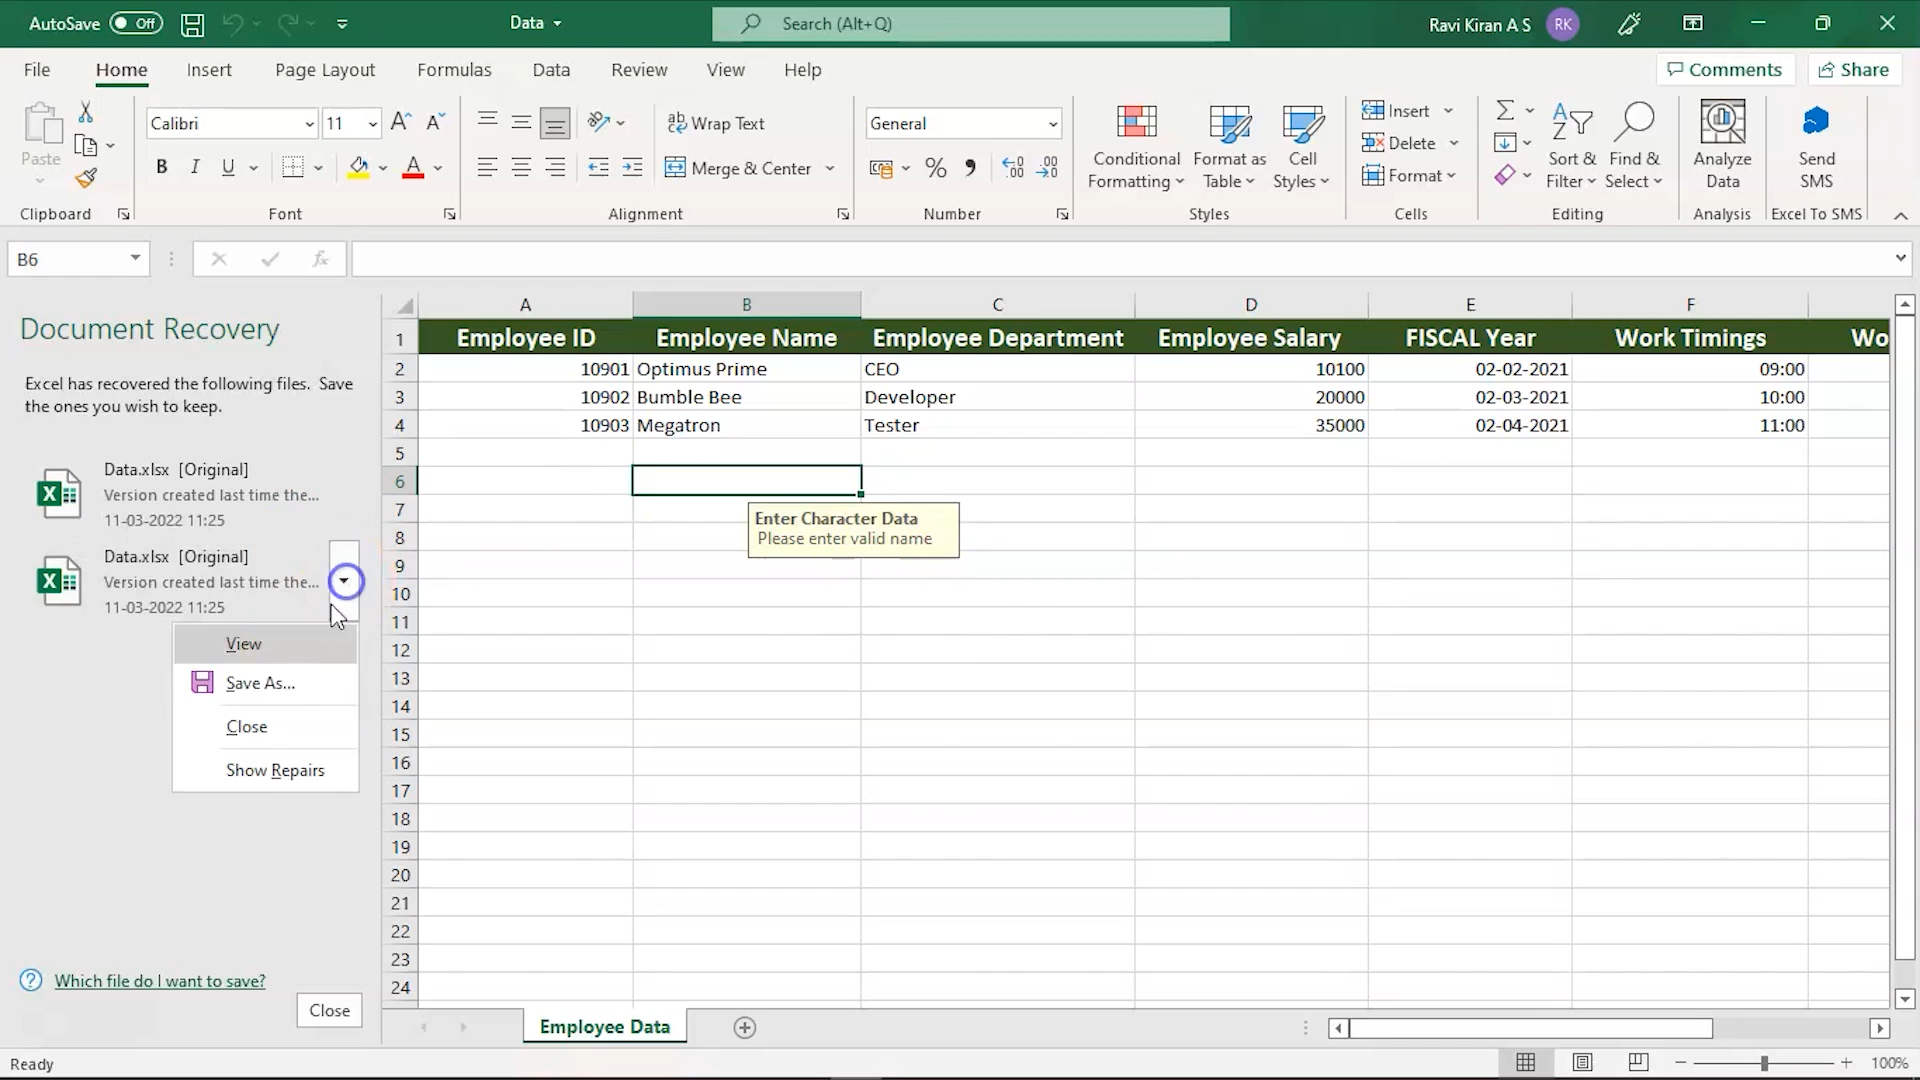 AutoSave Off
Data
Search (Alt+Q)
Ravi Kiran A S RK
File Home Insert Page Layout Formulas Data Review View Help
Comments Share
Paste
Calibri 11
A A
Wrap Text
General
B I U A
Merge & Center
% ,
Conditional Formatting
Format as Table
Cell Styles
Insert
Delete
Format
Sort & Filter
Find & Select
Analyze Data
Send SMS
Clipboard Font Alignment Number Styles Cells Editing Analysis Excel To SMS
B6 fx
A B C D E F
Document Recovery
Excel has recovered the following files. Save
the ones you wish to keep.
Data.xlsx [Original]
Version created last time the...
11-03-2022 11:25
Data.xlsx [Original]
Version created last time the...
11-03-2022 11:25
View
Save As...
Close
Show Repairs
Which file do I want to save?
Close
1 Employee ID Employee Name Employee Department Employee Salary FISCAL Year Work Timings Wo
2 10901 Optimus Prime CEO 10100 02-02-2021 09:00
3 10902 Bumble Bee Developer 20000 02-03-2021 10:00
4 10903 Megatron Tester 35000 02-04-2021 11:00
5
6
7
Enter Character Data
Please enter valid name
8
9
10
11
12
13
14
15
16
17
18
19
20
21
22
23
24
Employee Data
Ready
100%